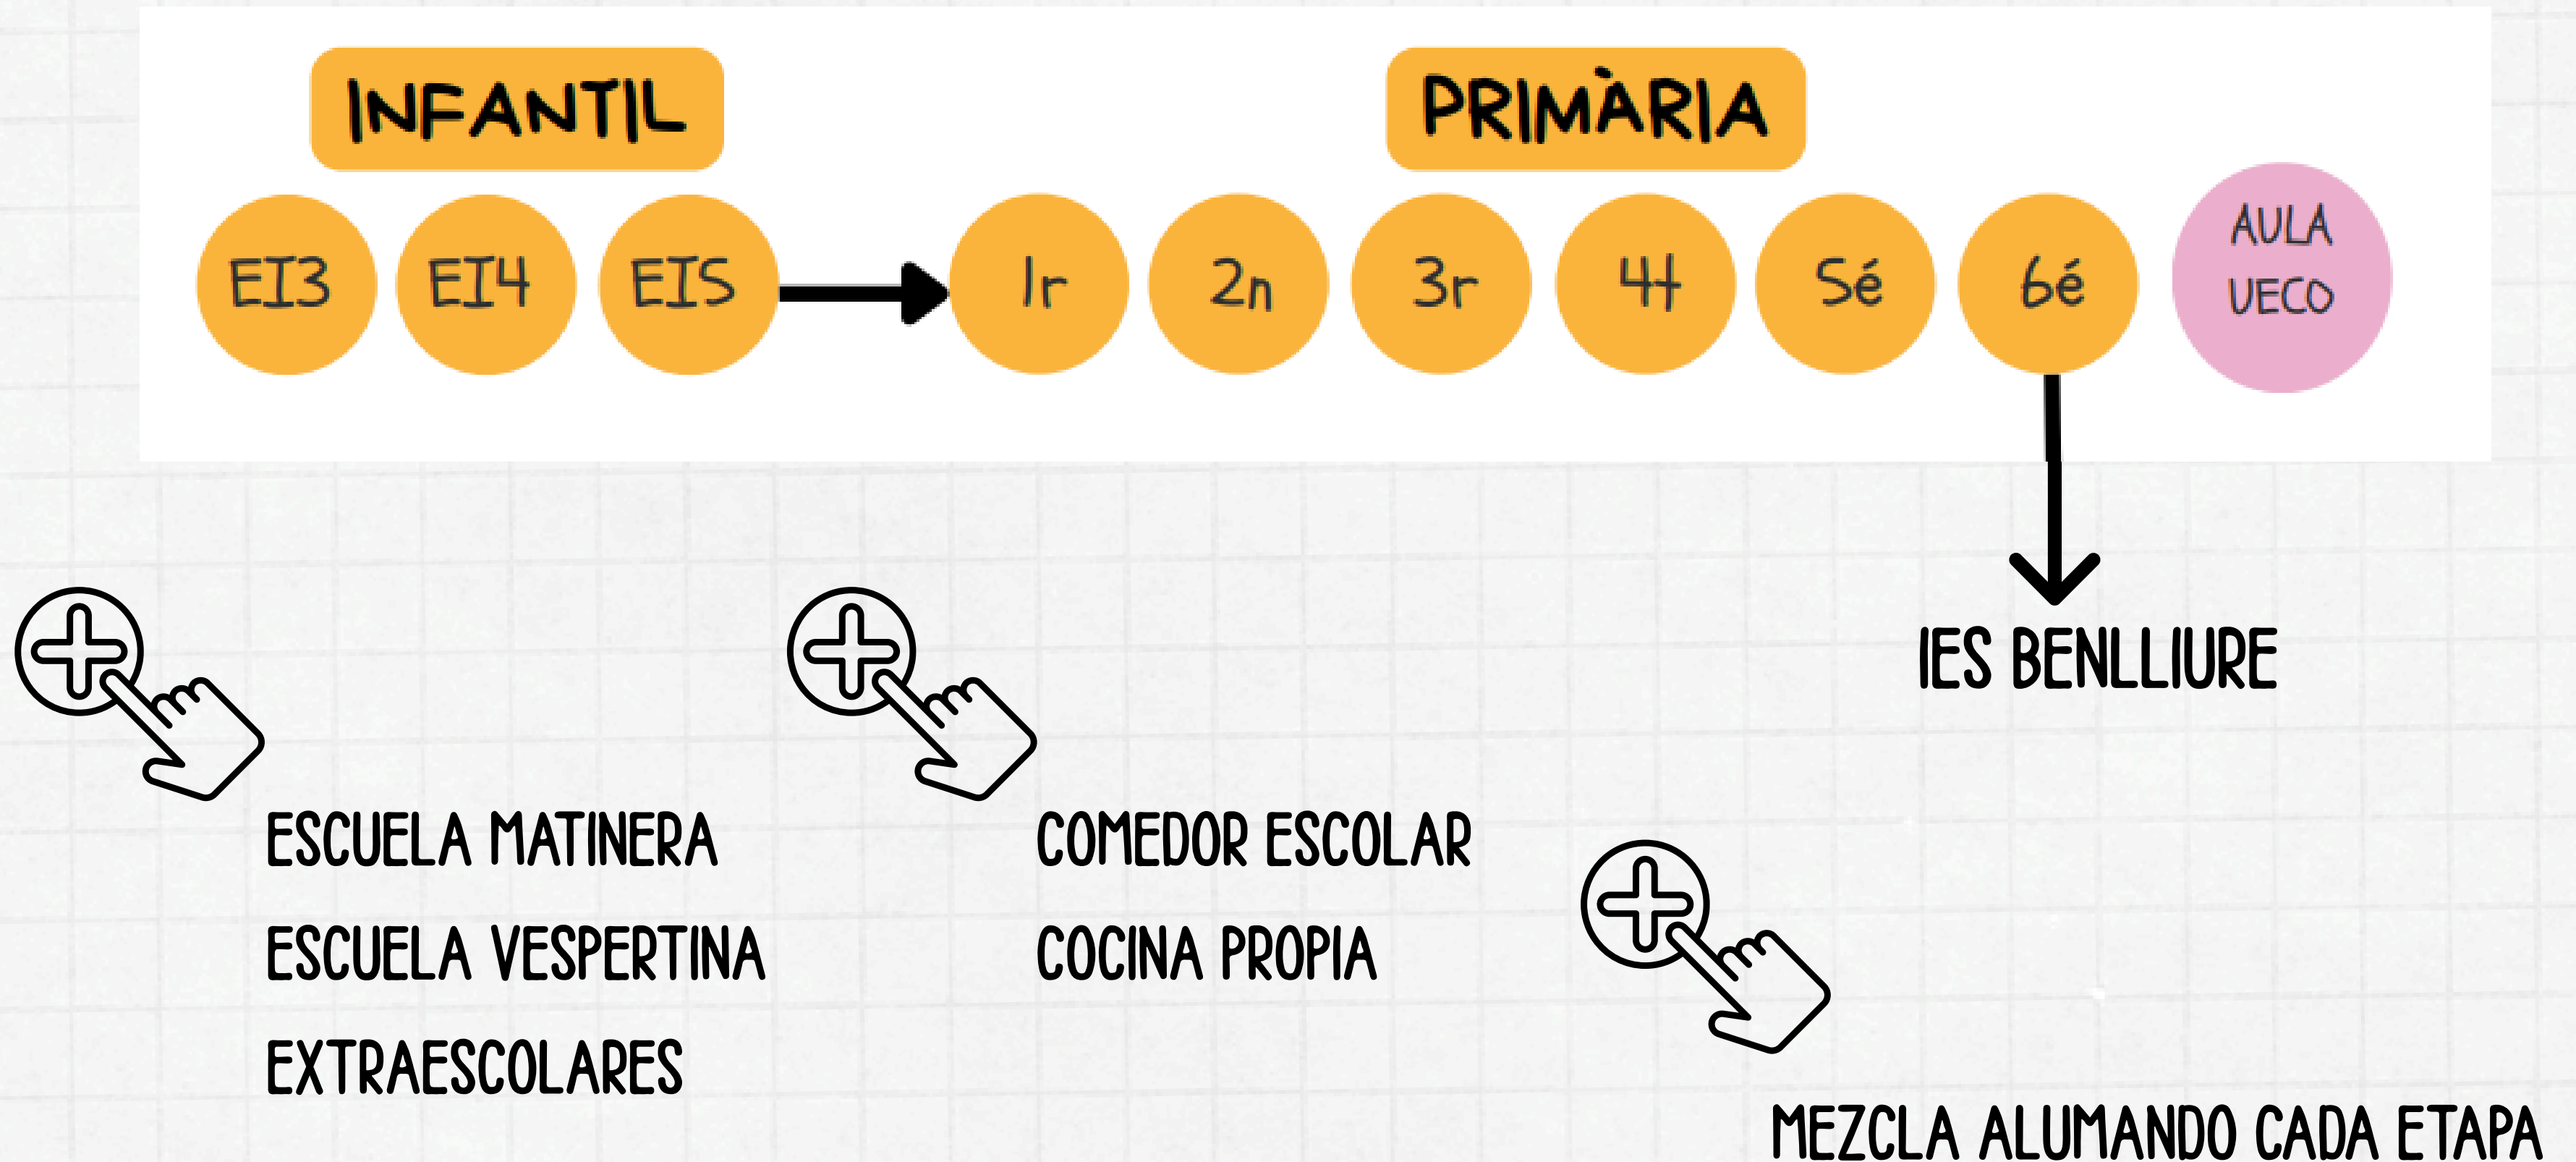 INFANTIL
PRIMÀRIA
EI3 EI4 EI5 1r 2n 3r 4t 5é 6é
AULA
UECO
IES BENLLIURE
ESCUELA MATINERA
ESCUELA VESPERTINA
EXTRAESCOLARES
COMEDOR ESCOLAR
COCINA PROPIA
MEZCLA ALUMANDO CADA ETAPA